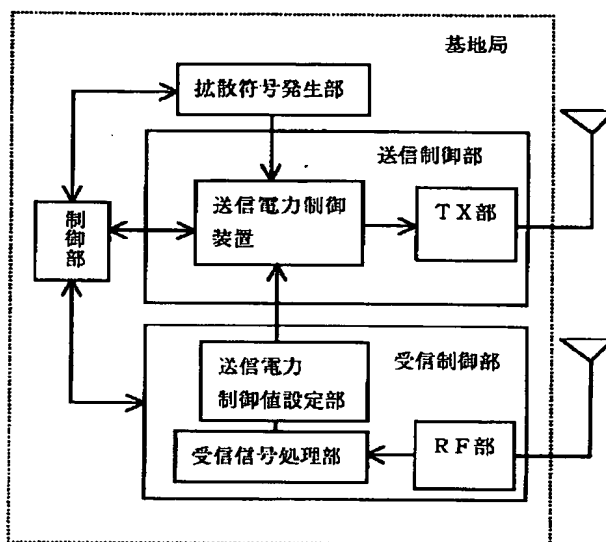 基地局
拡散符号発生部
送信制御部
送信電力制御
装置
TX部
制御部
送信電力
制御値設定部
受信制御部
受信信号処理部
RF部